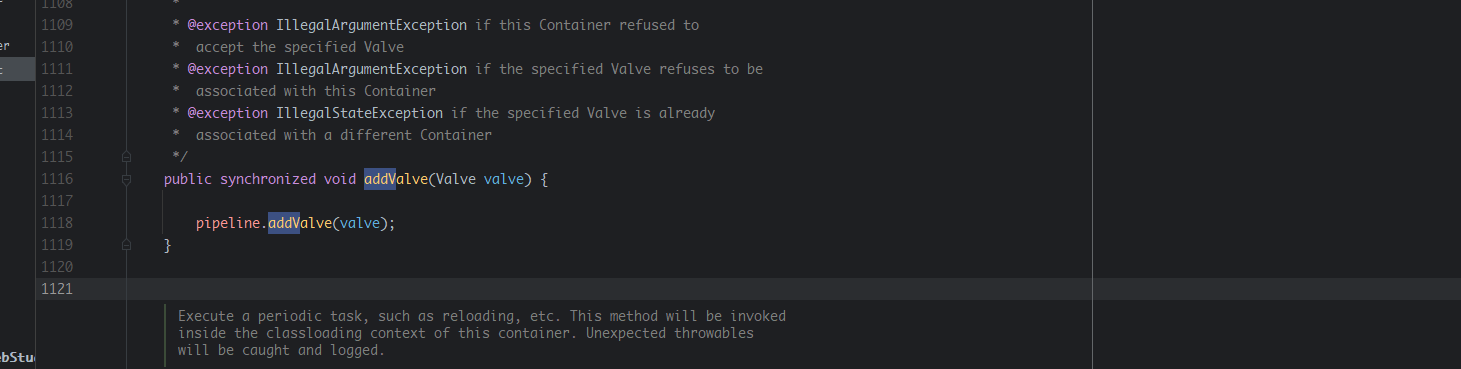 1108 *
1109 * @exception IllegalArgumentException if this Container refused to
er
1110 *  accept the specified Valve
t
1111 * @exception IllegalArgumentException if the specified Valve refuses to be
1112 *  associated with this Container
1113 * @exception IllegalStateException if the specified Valve is already
1114 *  associated with a different Container
1115 */
1116 public synchronized void addValve(Valve valve) {
1117
1118 pipeline.addValve(valve);
1119 }
1120
1121
Execute a periodic task, such as reloading, etc. This method will be invoked
inside the classloading context of this container. Unexpected throwables
will be caught and logged.
ebStu